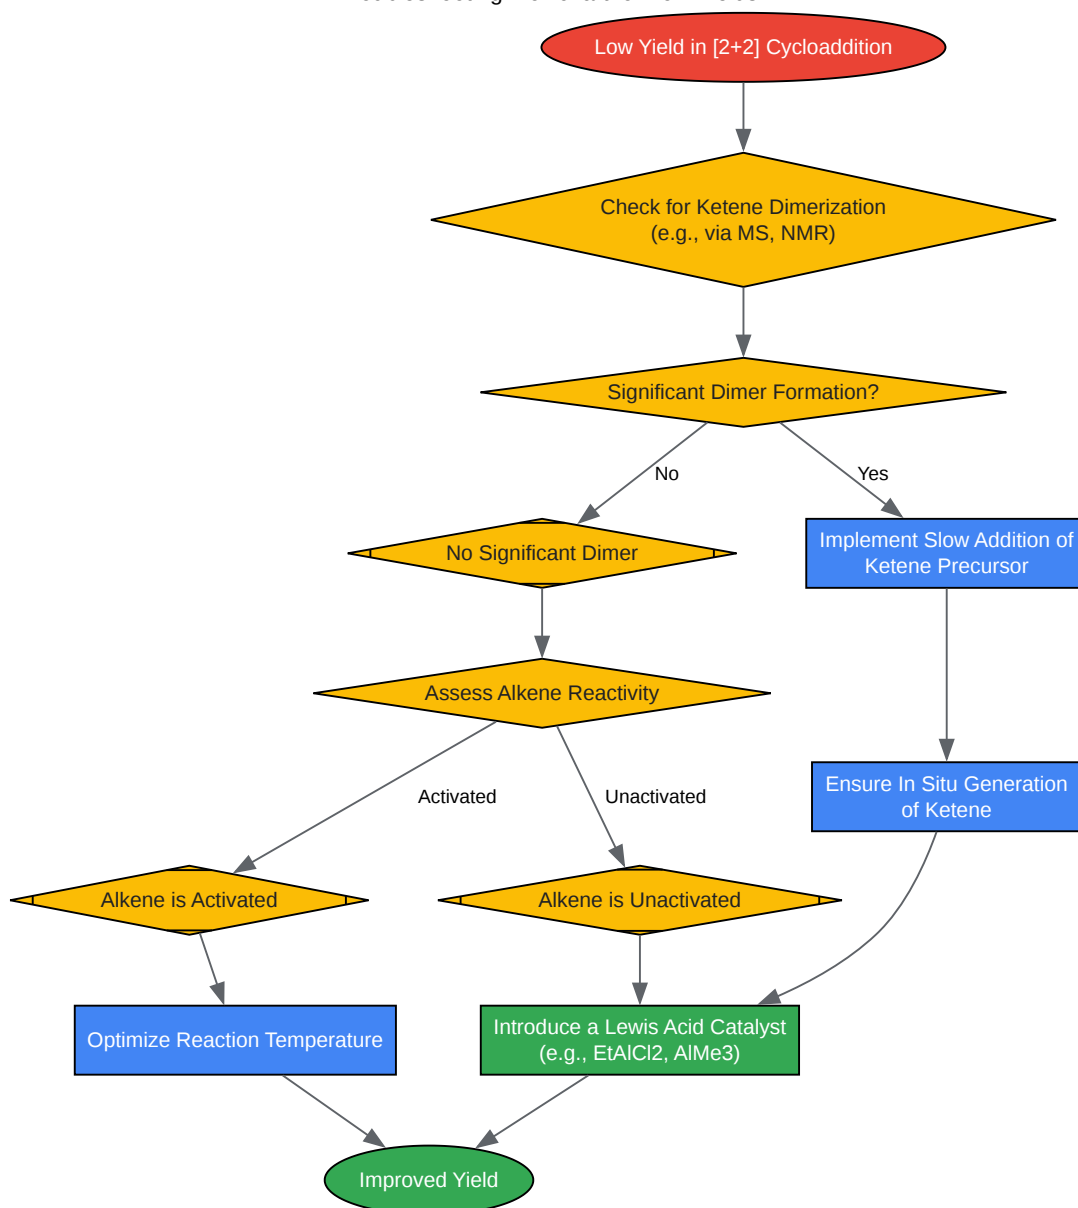 Low Yield in [2+2] Cycloaddition
Check for Ketene Dimerization
(e.g., via MS, NMR)
Significant Dimer Formation?
No
Yes
No Significant Dimer
Implement Slow Addition of
Ketene Precursor
Assess Alkene Reactivity
Ensure In Situ Generation
of Ketene
Activated
Unactivated
Alkene is Activated
Alkene is Unactivated
Optimize Reaction Temperature
Introduce a Lewis Acid Catalyst
(e.g., EtAlCl2, AlMe3)
Improved Yield